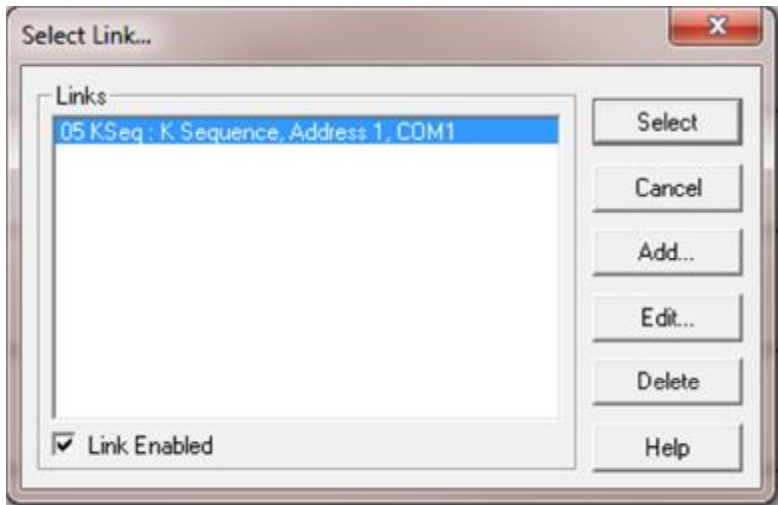 Select Link...
Links
05 KSeq : K Sequence, Address 1, COM1
Link Enabled
Select
Cancel
Add...
Edit...
Delete
Help